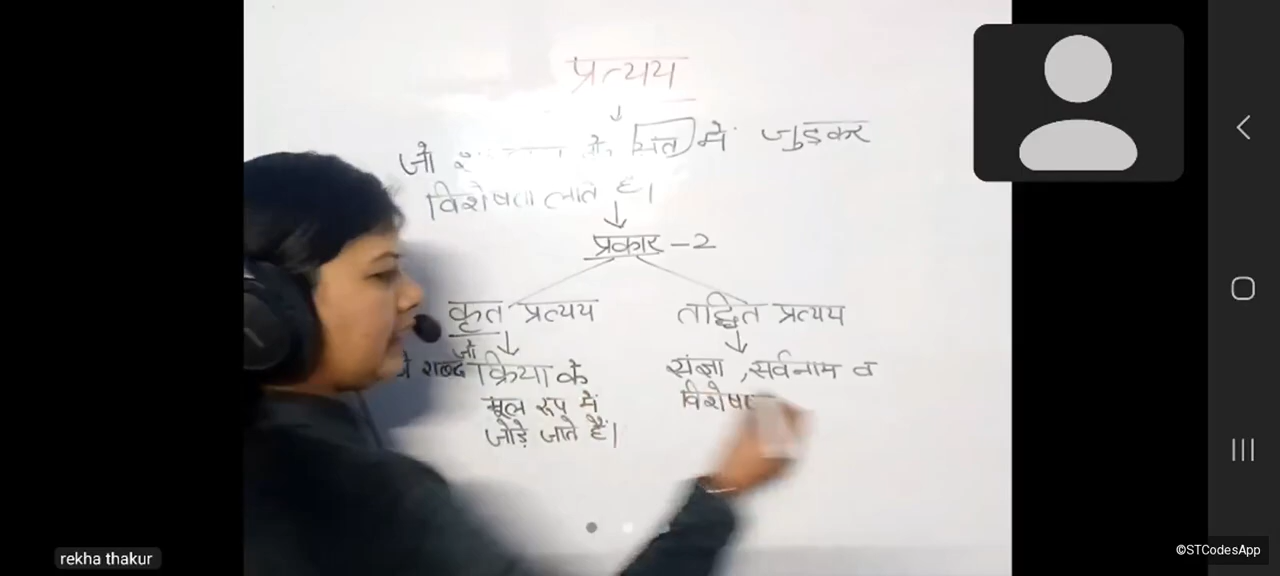 प्रत्यय
जो में जुड़कर
विशेषता लाते है।
प्रकार - 2
कृत प्रत्यय तद्धित प्रत्यय
शब्द जो क्रिया के संज्ञा , सर्वनाम व
मूल रूप में
जोड़े जाते हैं।
rekha thakur
©STCodesApp